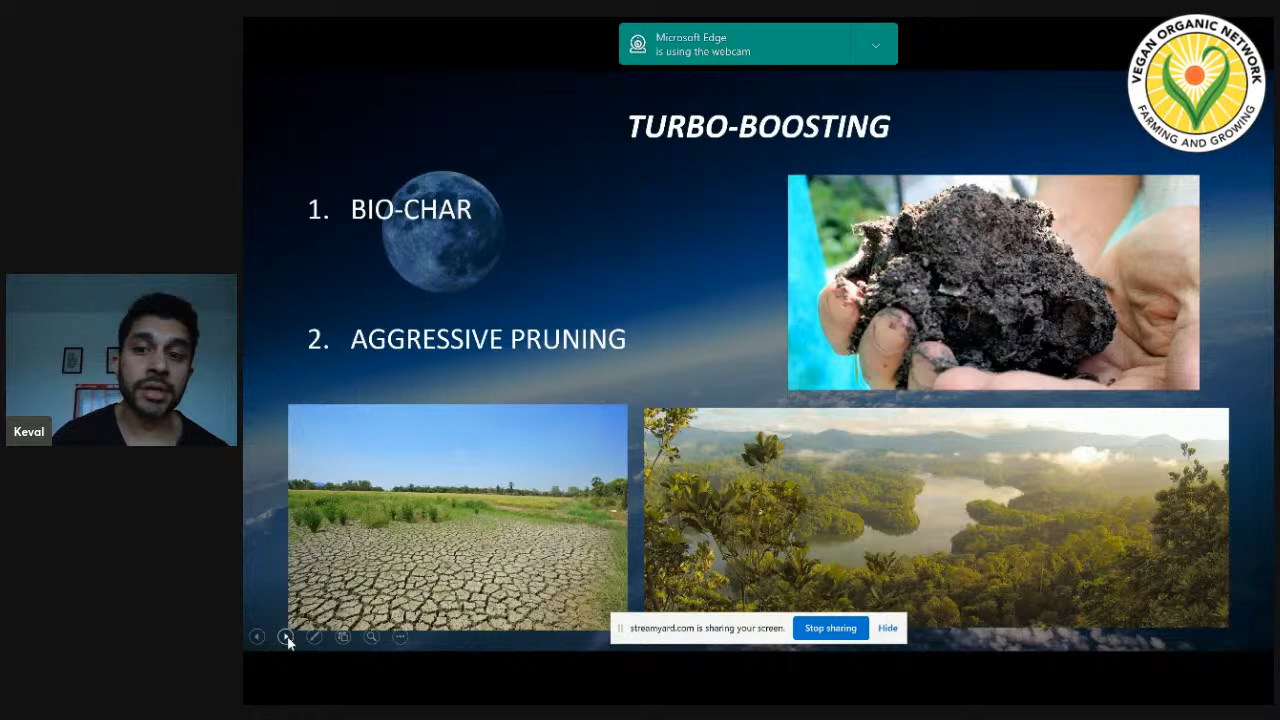 Microsoft Edge
is using the webcam
VEGAN ORGANIC NETWORK
FARMING AND GROWING
TURBO-BOOSTING
1. BIO-CHAR
2. AGGRESSIVE PRUNING
Keval
streamyard.com is sharing your screen.
Stop sharing
Hide